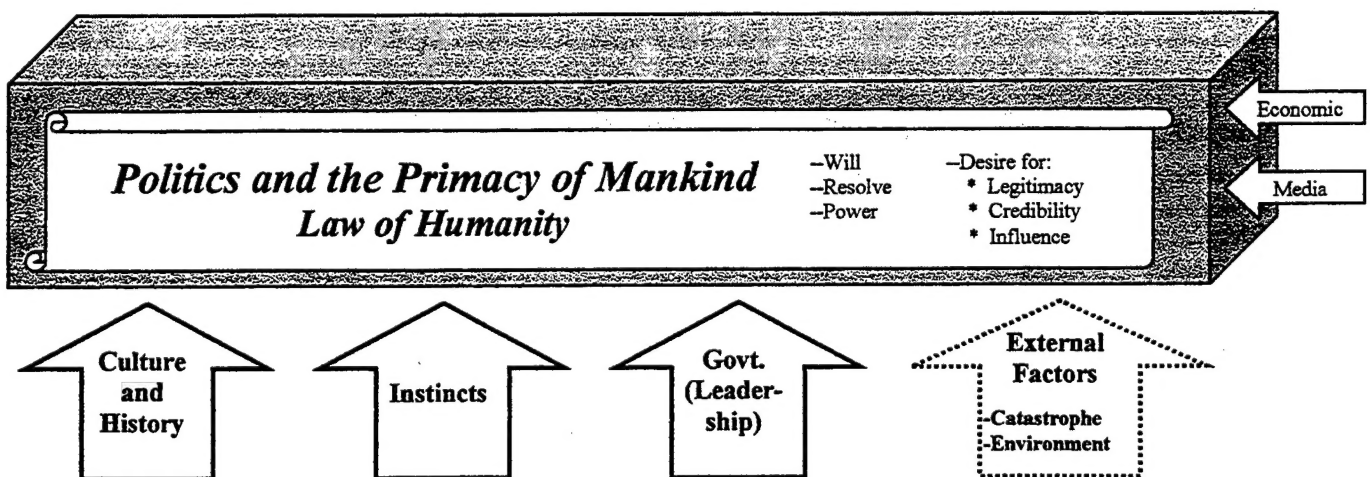 Economic
Politics and the Primacy of Mankind
Law of Humanity
--Will
--Resolve
--Power
--Desire for:
* Legitimacy
* Credibility
* Influence
Media
Culture
and
History
Instincts
Govt.
(Leader-
ship)
External
Factors
-Catastrophe
-Environment